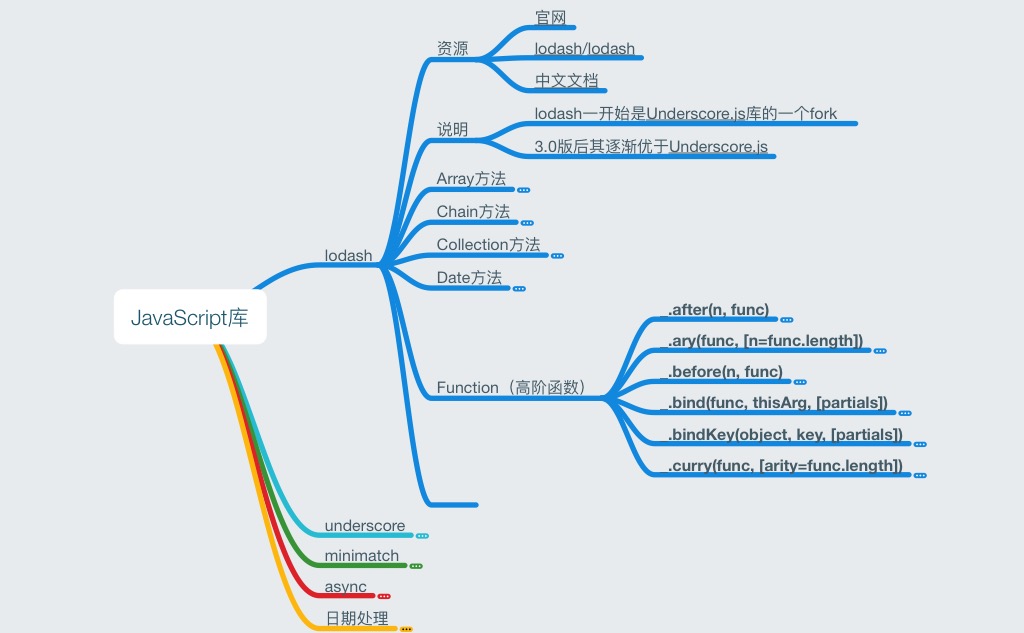 JavaScript库
lodash
资源
官网
lodash/lodash
中文文档
说明
lodash一开始是Underscore.js库的一个fork
3.0版后其逐渐优于Underscore.js
Array方法
Chain方法
Collection方法
Date方法
Function（高阶函数）
_.after(n, func)
_.ary(func, [n=func.length])
_.before(n, func)
_.bind(func, thisArg, [partials])
_.bindKey(object, key, [partials])
_.curry(func, [arity=func.length])
underscore
minimatch
async
日期处理